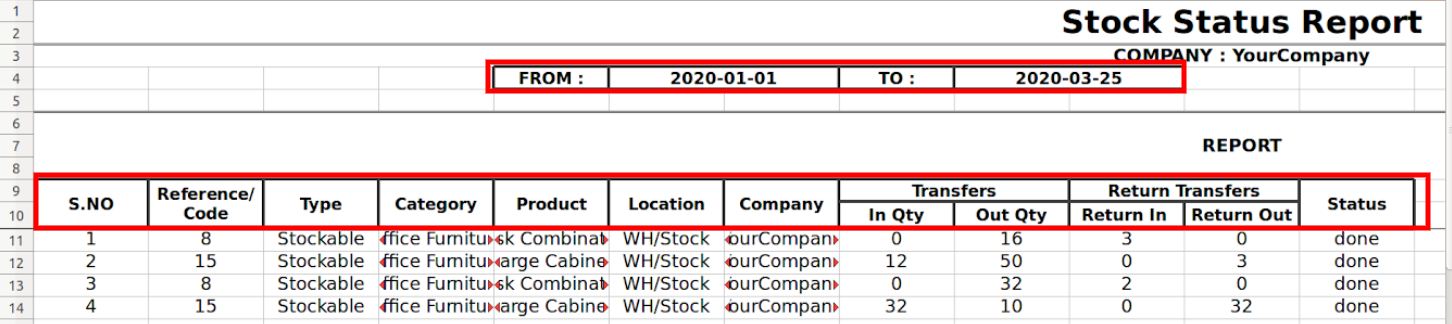 1
2 Stock Status Report
3 COMPANY : YourCompany
4 FROM : 2020-01-01 TO : 2020-03-25
5
6
7 REPORT
8
9 S.NO Reference/ Code Type Category Product Location Company Transfers Return Transfers Status
10 In Qty Out Qty Return In Return Out
11 1 8 Stockable ffice Furnitu sk Combinat WH/Stock ourCompan 0 16 3 0 done
12 2 15 Stockable ffice Furnitu arge Cabine WH/Stock ourCompan 12 50 0 3 done
13 3 8 Stockable ffice Furnitu sk Combinat WH/Stock ourCompan 0 32 2 0 done
14 4 15 Stockable ffice Furnitu arge Cabine WH/Stock ourCompan 32 10 0 32 done